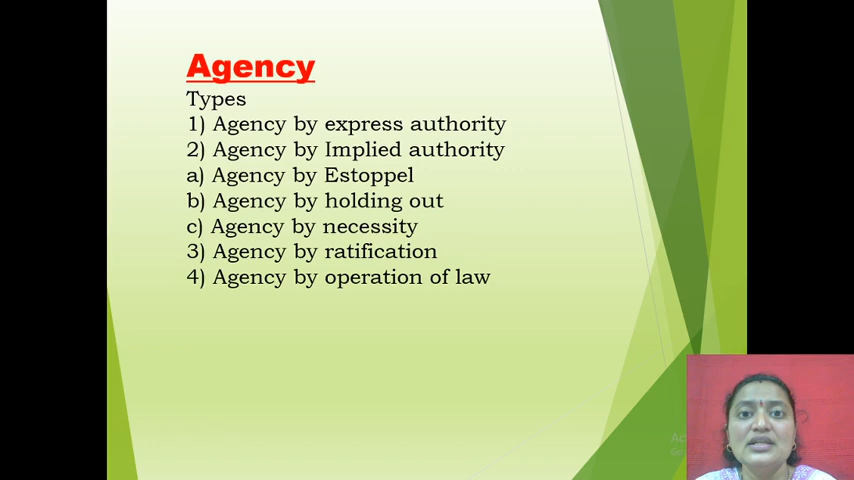 Agency
Types
1) Agency by express authority
2) Agency by Implied authority
a) Agency by Estoppel
b) Agency by holding out
c) Agency by necessity
3) Agency by ratification
4) Agency by operation of law